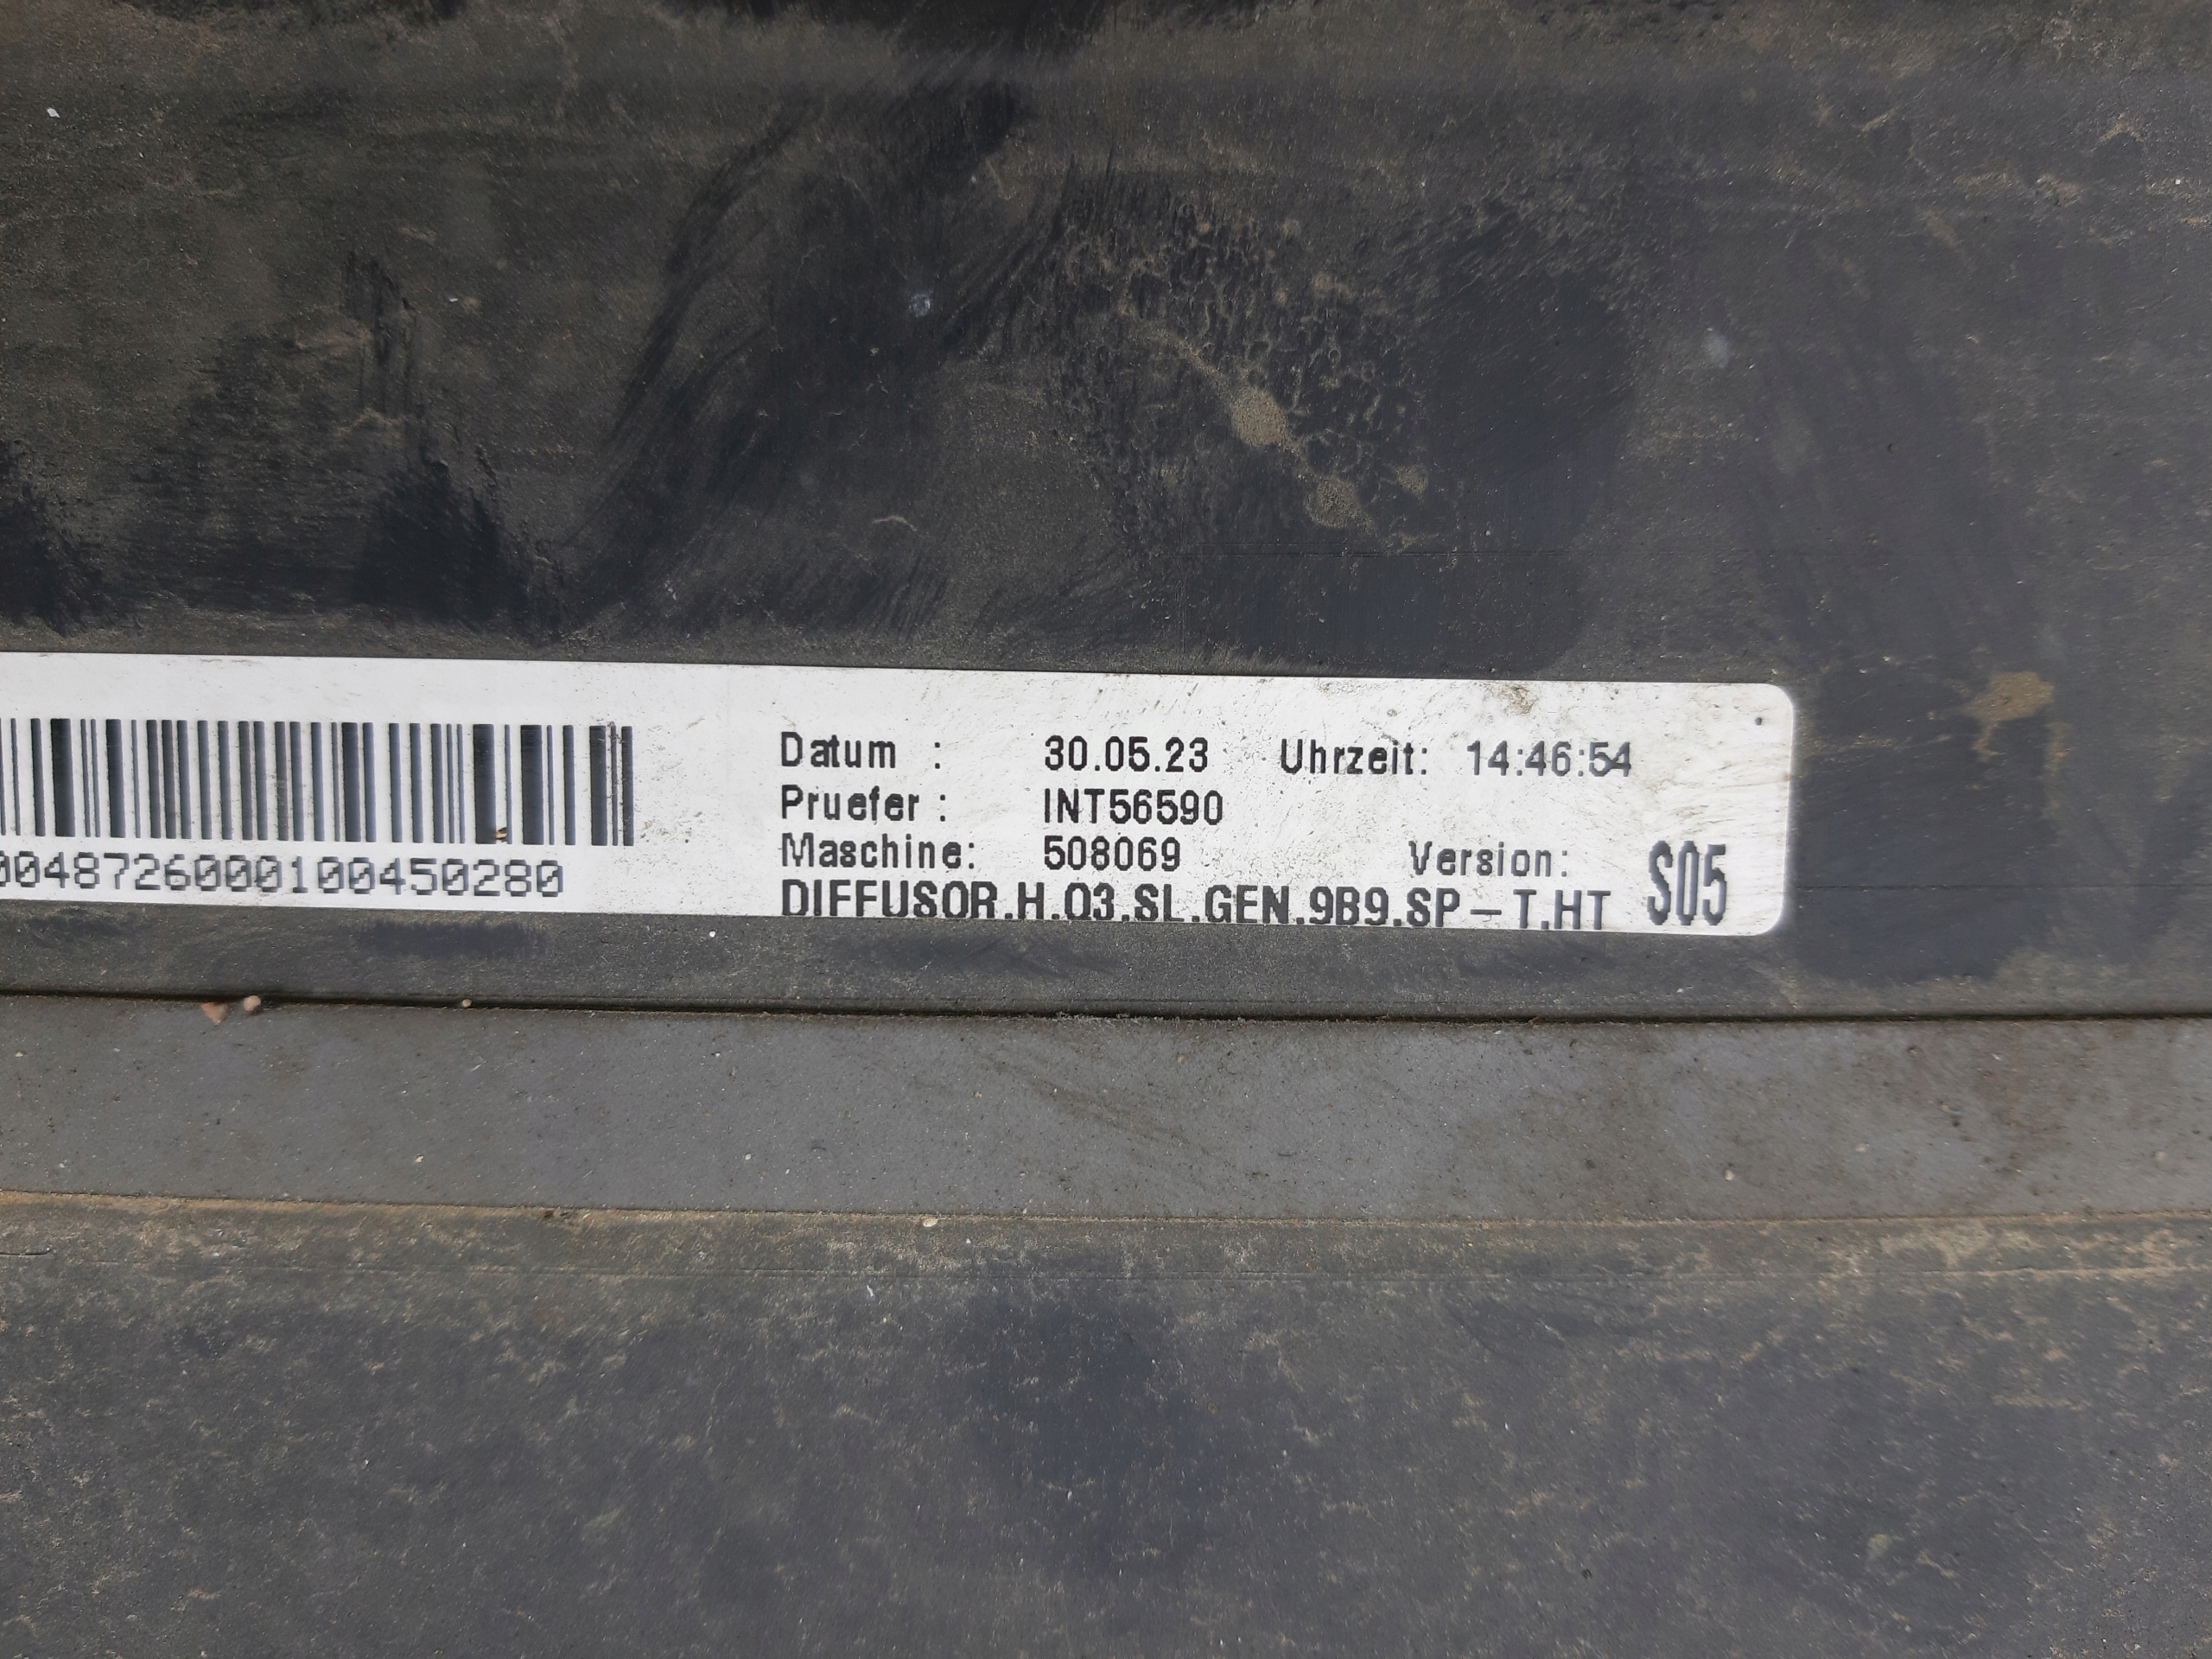 Datum : 30.05.23 Uhrzeit: 14:46:54
Pruefer : INT56590
Maschine: 508069 Version: S05
004872600010045028​0
DIFFUSOR.H.Q3.SL.GEN.9B9.SP-T.HT